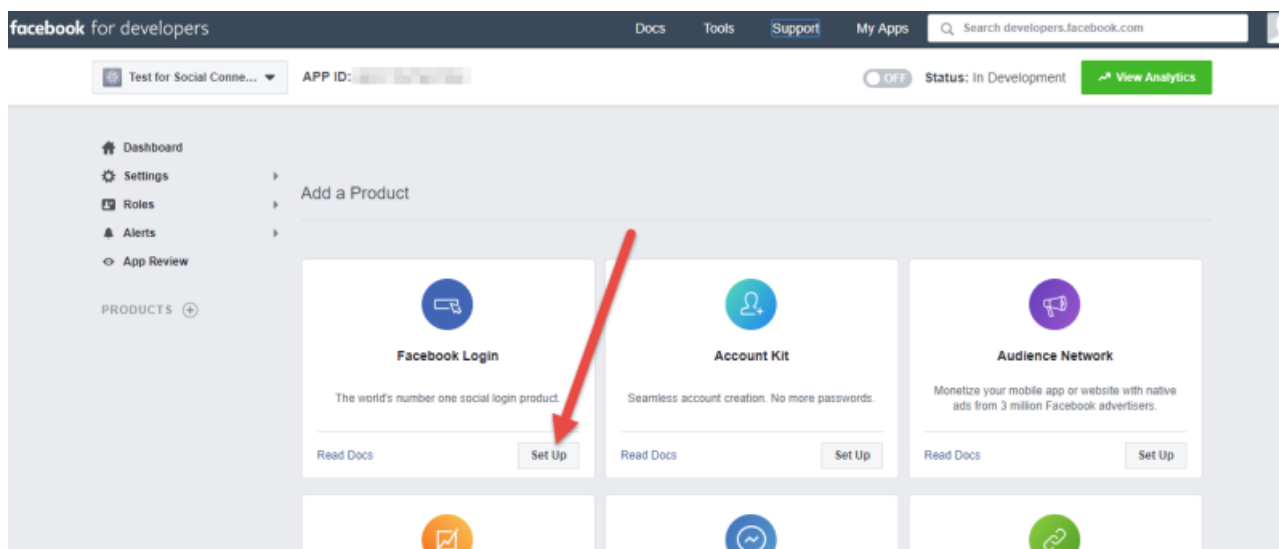 facebook for developers
Docs Tools Support My Apps Search developers.facebook.com
Test for Social Conne... APP ID: OFF Status: In Development View Analytics
Dashboard
Settings
Roles
Alerts
App Review
PRODUCTS
Add a Product
Facebook Login
The world's number one social login product.
Read Docs Set Up
Account Kit
Seamless account creation. No more passwords.
Read Docs Set Up
Audience Network
Monetize your mobile app or website with native
ads from 3 million Facebook advertisers.
Read Docs Set Up